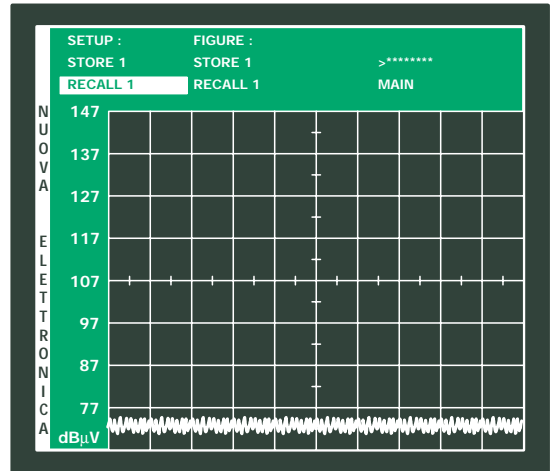 SETUP : FIGURE :
STORE 1 STORE 1 >********
RECALL 1 RECALL 1 MAIN
NUOVA ELETTRONICA
147
137
127
117
107
97
87
77
dBμV